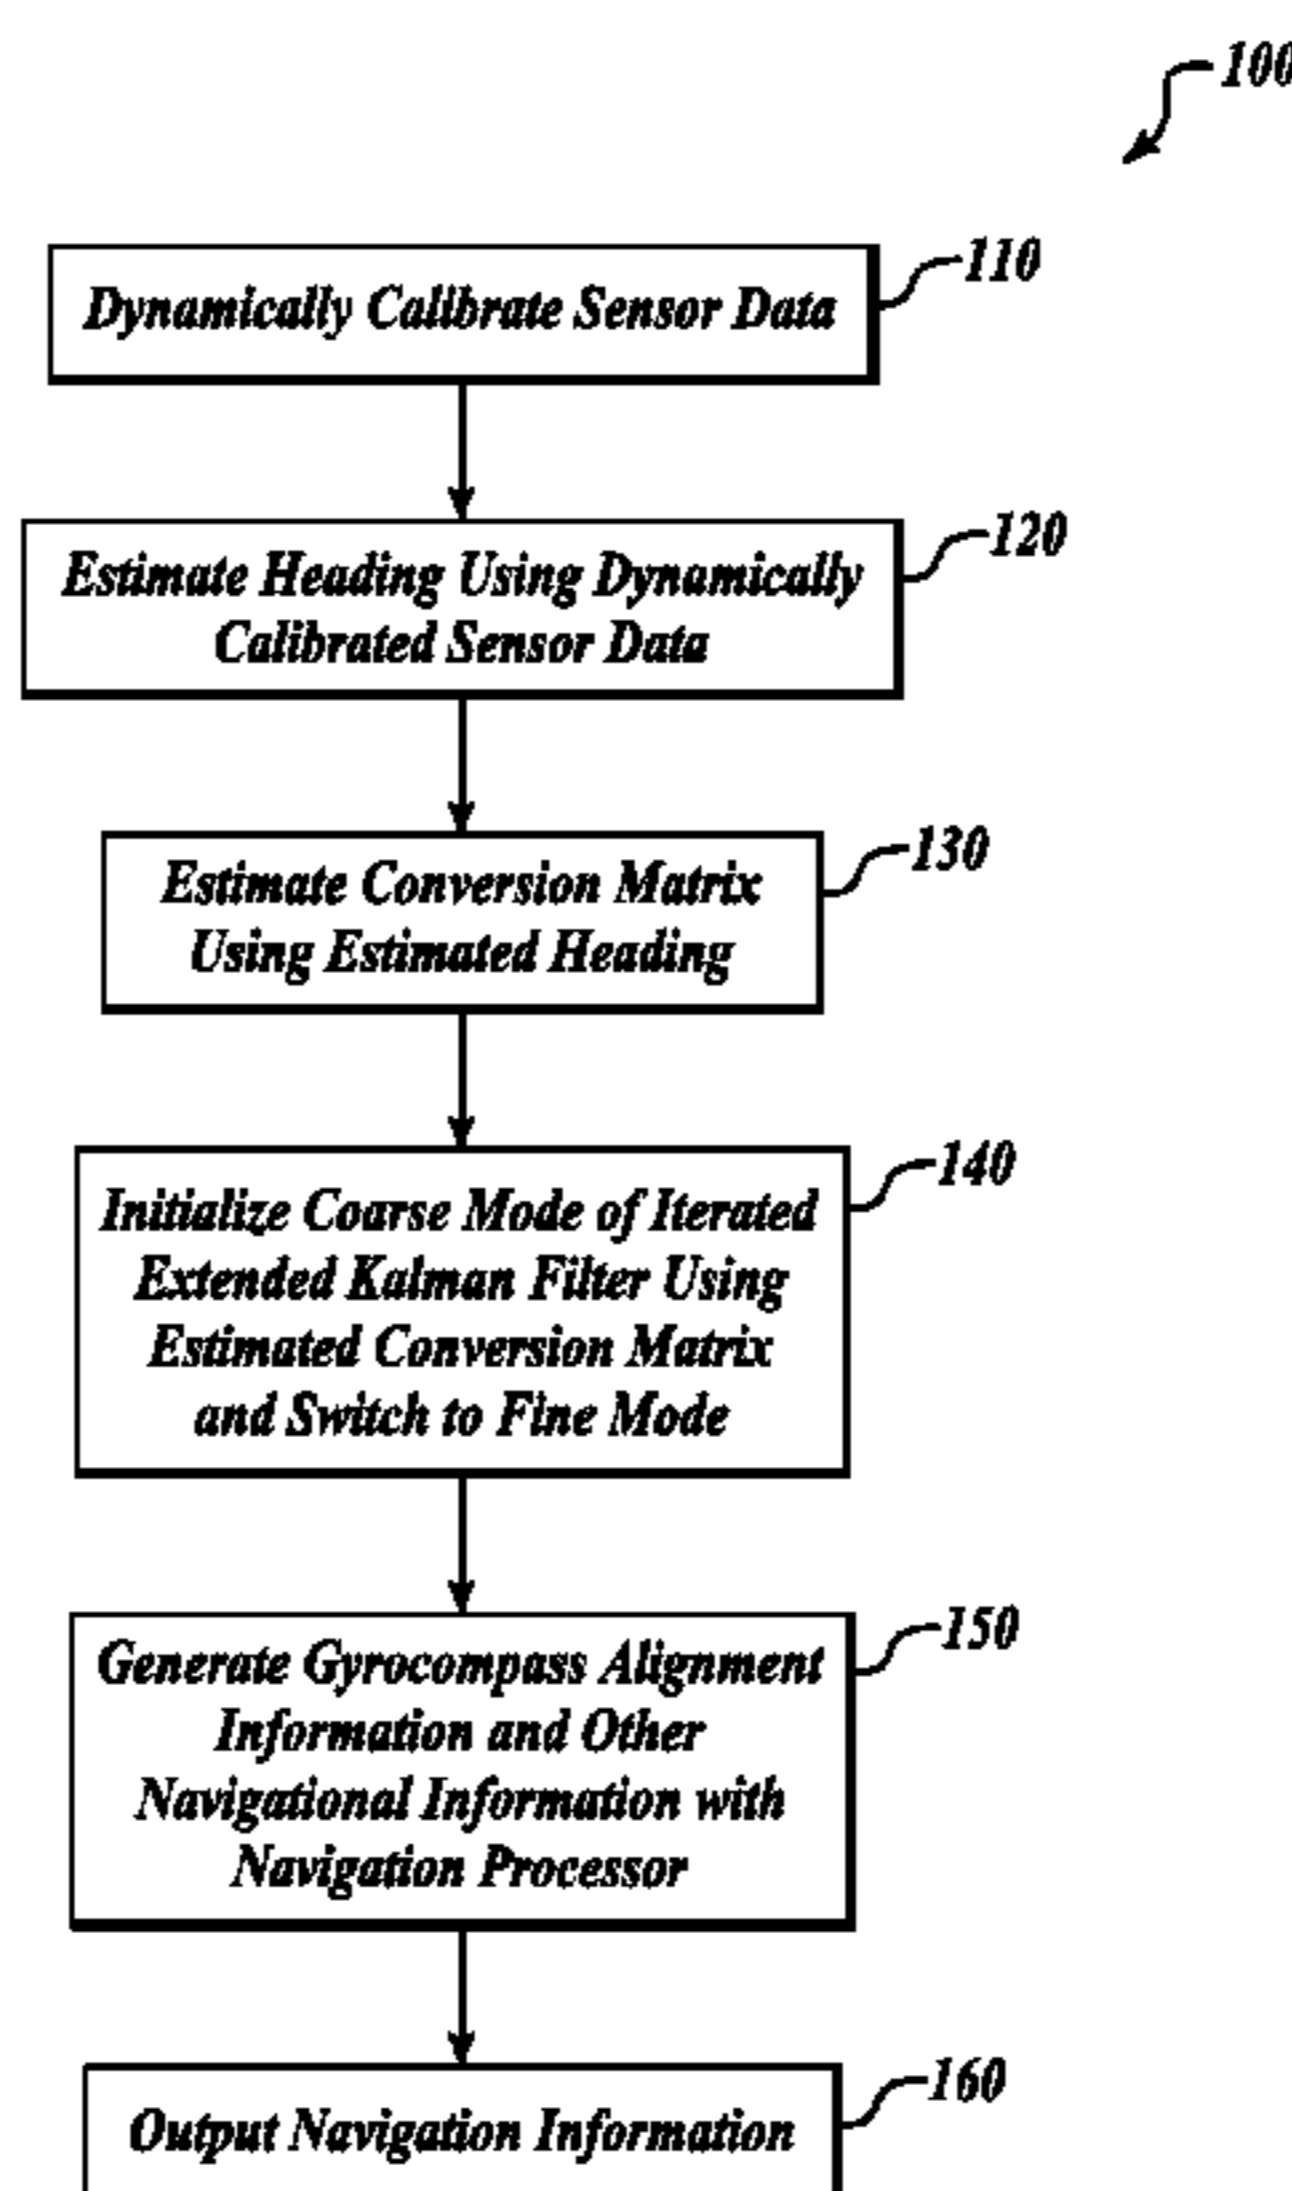 100
110
Dynamically Calibrate Sensor Data
120
Estimate Heading Using Dynamically
Calibrated Sensor Data
130
Estimate Conversion Matrix
Using Estimated Heading
140
Initialize Coarse Mode of Iterated
Extended Kalman Filter Using
Estimated Conversion Matrix
and Switch to Fine Mode
150
Generate Gyrocompass Alignment
Information and Other
Navigational Information with
Navigation Processor
160
Output Navigation Information